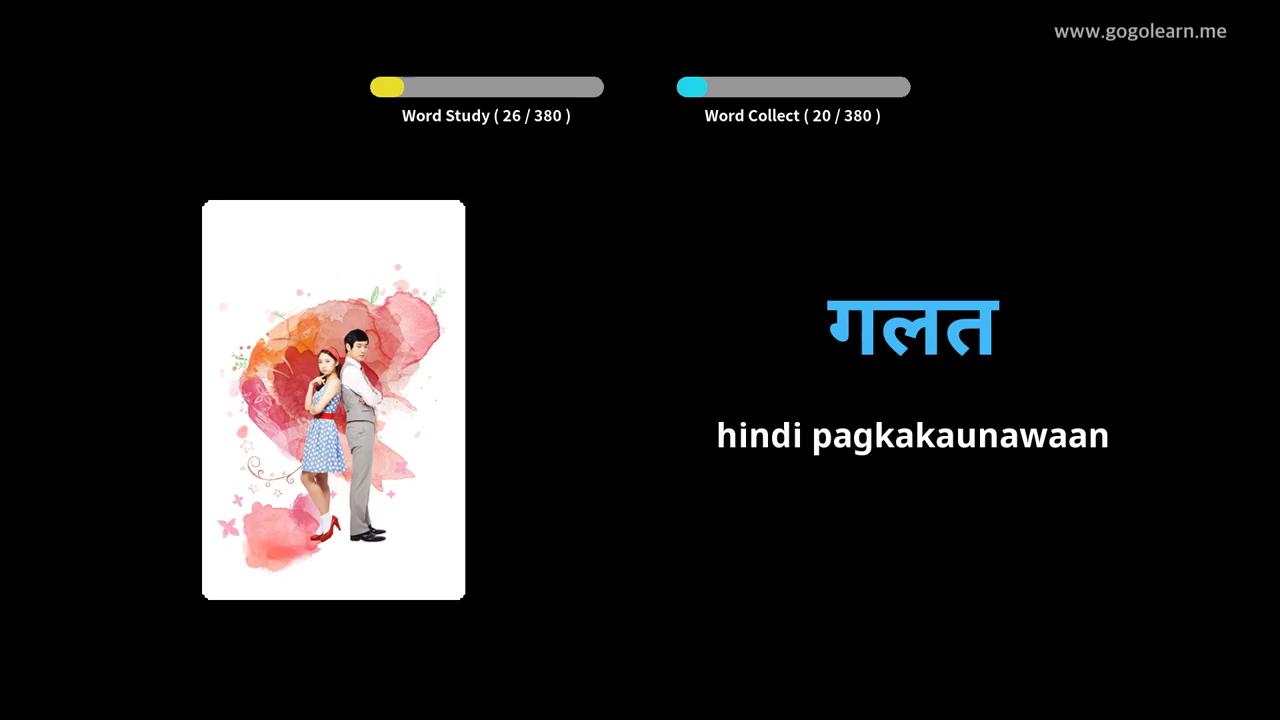 www.gogolearn.me
Word Study ( 26 / 380 )
Word Collect ( 20 / 380 )
गलत
hindi pagkakaunawaan